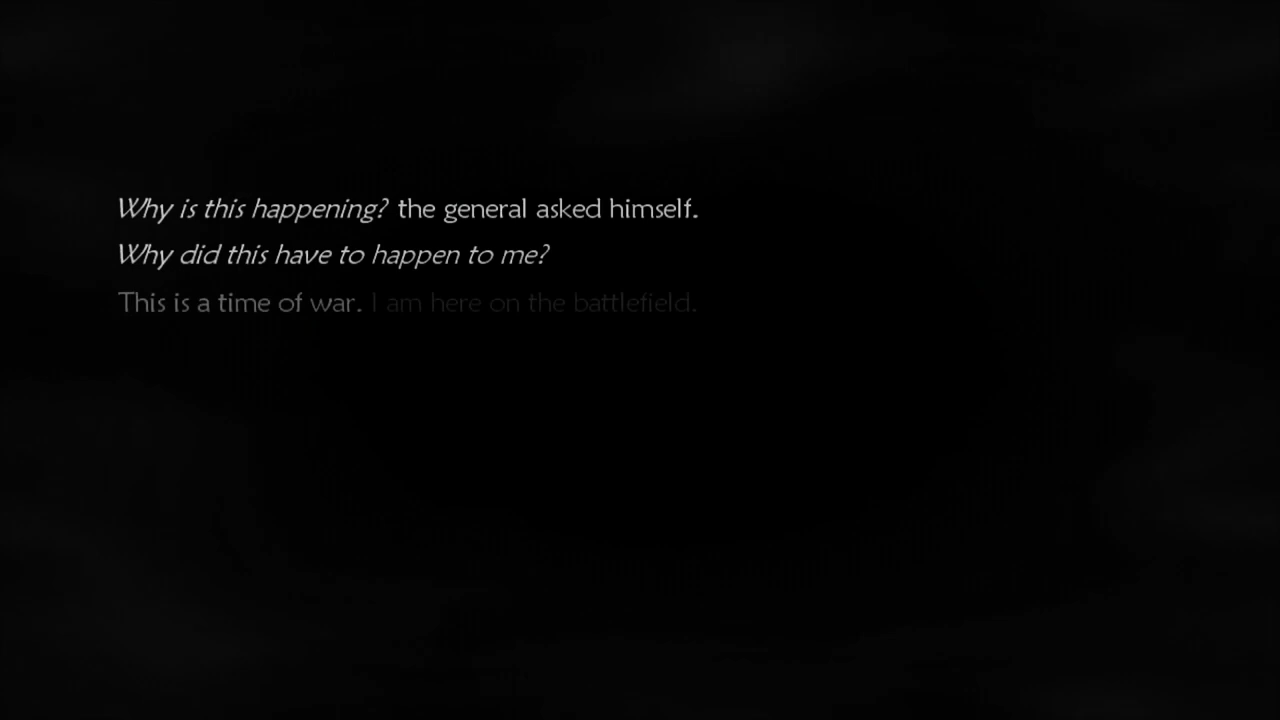 Why is this happening? the general asked himself.
Why did this have to happen to me?
This is a time of war. I am here on the battlefield.